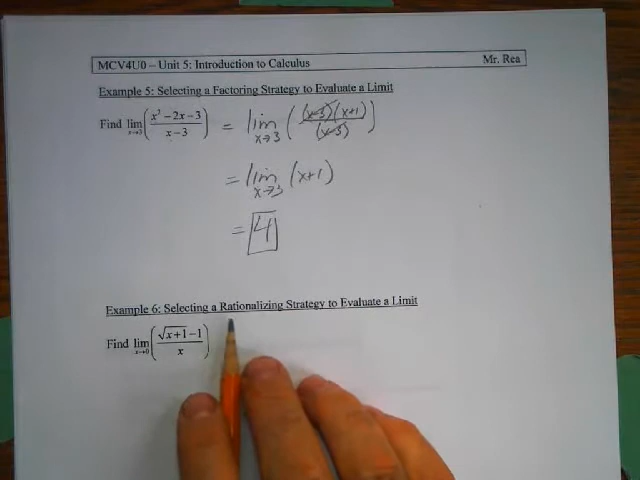 MCV4U0 – Unit 5: Introduction to Calculus Mr. Rea
Example 5: Selecting a Factoring Strategy to Evaluate a Limit
Find lim x→3 ( (x² − 2x − 3) / (x − 3) ) = lim x→3 ( (x-3)(x+1) / (x-3) )
= lim x→3 (x+1)
= 4
Example 6: Selecting a Rationalizing Strategy to Evaluate a Limit
Find lim x→0 ( (√(x+1) − 1) / x )